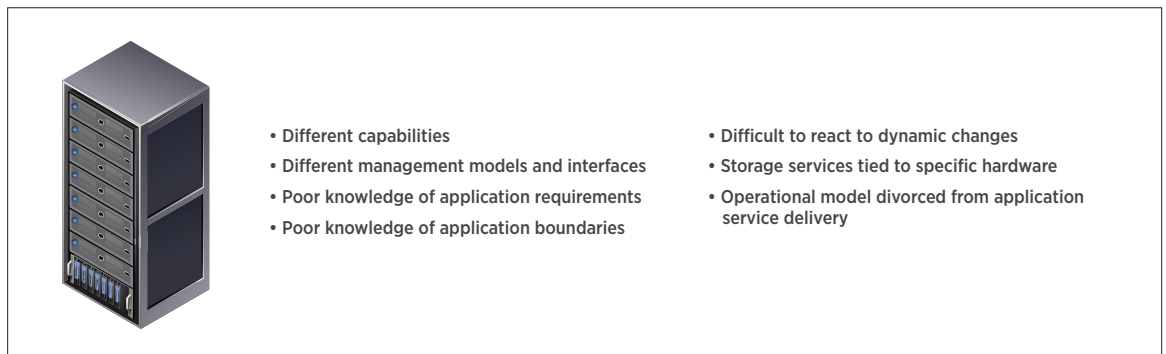 • Different capabilities
• Different management models and interfaces
• Poor knowledge of application requirements
• Poor knowledge of application boundaries
• Difficult to react to dynamic changes
• Storage services tied to specific hardware
• Operational model divorced from application
service delivery